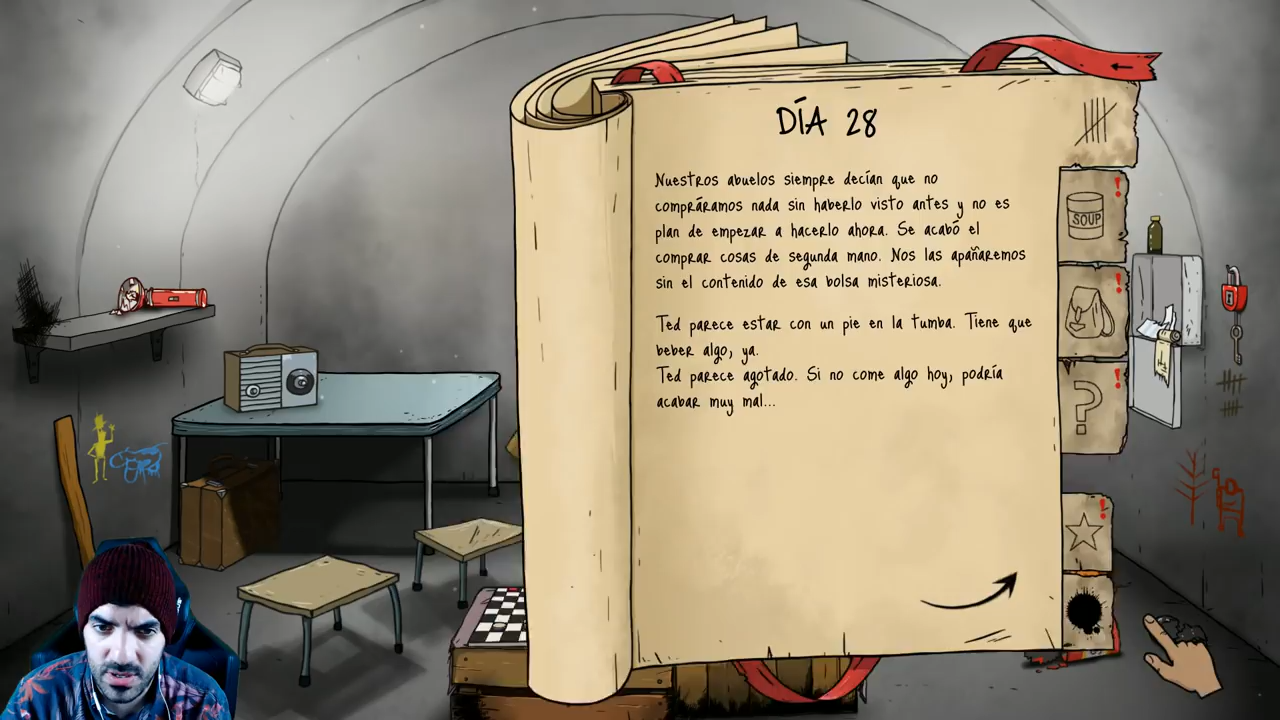 DÍA 28
Nuestros abuelos siempre decían que no
compráramos nada sin haberlo visto antes y no es
plan de empezar a hacerlo ahora. Se acabó el
comprar cosas de segunda mano. Nos las apañaremos
sin el contenido de esa bolsa misteriosa.
Ted parece estar con un pie en la tumba. Tiene que
beber algo, ya.
Ted parece agotado. Si no come algo hoy, podría
acabar muy mal...
SOUP